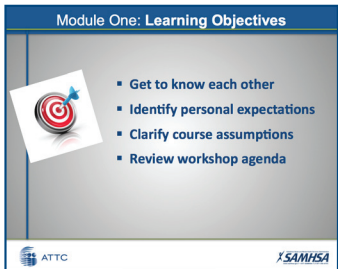 Module One: Learning Objectives
▪ Get to know each other
▪ Identify personal expectations
▪ Clarify course assumptions
▪ Review workshop agenda
ATTC
SAMHSA